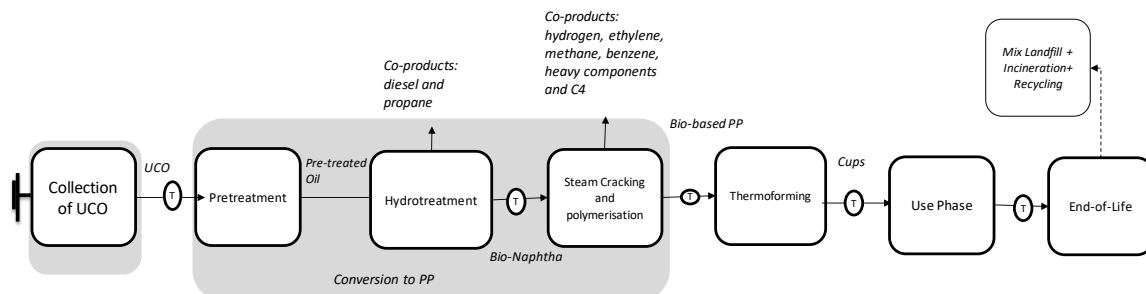 Co-products:
hydrogen, ethylene,
methane, benzene,
heavy components
and C4
Mix Landfill +
Incineration+
Recycling
Co-products:
diesel and
propane
Bio-based PP
UCO
Pre-treated
Oil
Cups
Collection
of UCO
T
Pretreatment
Hydrotreatment
T
Steam Cracking
and
polymerisation
T
Thermoforming
T
Use Phase
T
End-of-Life
Bio-Naphtha
Conversion to PP